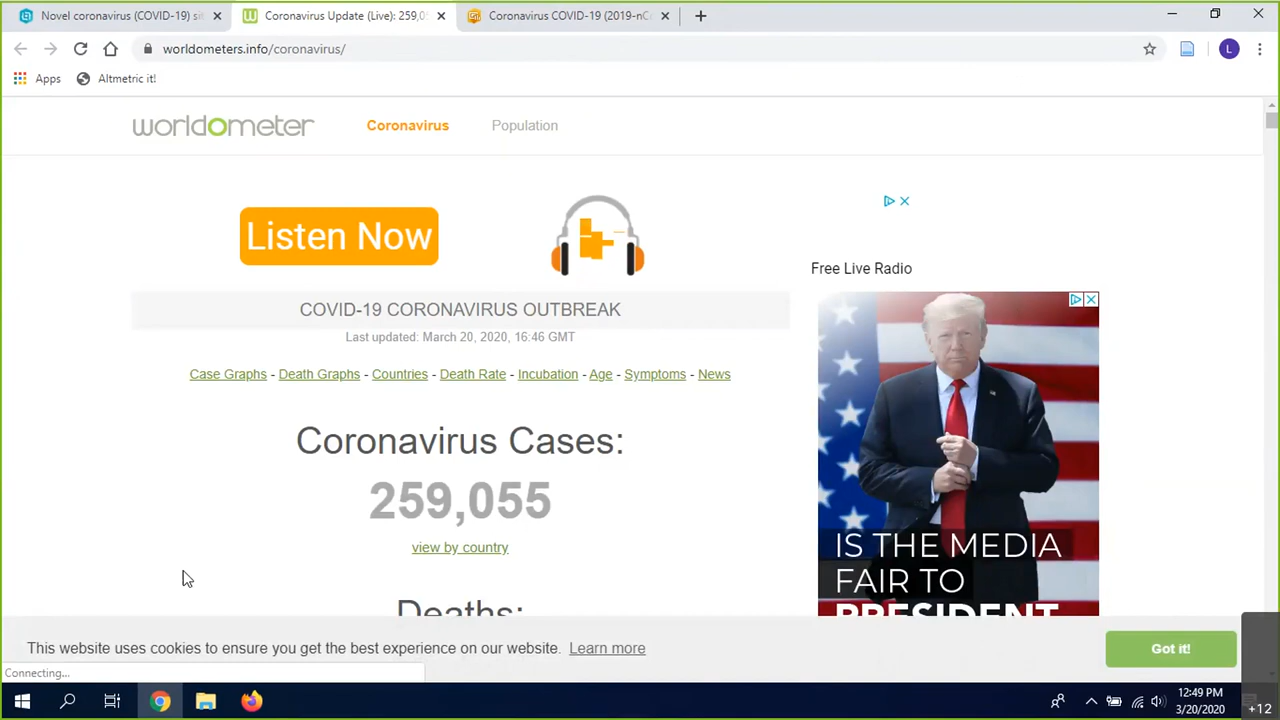 Novel coronavirus (COVID-19) sit
Coronavirus Update (Live): 259,05
Coronavirus COVID-19 (2019-nC
worldometers.info/coronavirus/
L
Apps
Altmetric it!
worldometer
Coronavirus
Population
Listen Now
Free Live Radio
COVID-19 CORONAVIRUS OUTBREAK
Last updated: March 20, 2020, 16:46 GMT
Case Graphs - Death Graphs - Countries - Death Rate - Incubation - Age - Symptoms - News
Coronavirus Cases:
259,055
view by country
Deaths:
IS THE MEDIA
FAIR TO
PRESIDENT
This website uses cookies to ensure you get the best experience on our website. Learn more
Got it!
Connecting...
12:49 PM
3/20/2020
+12